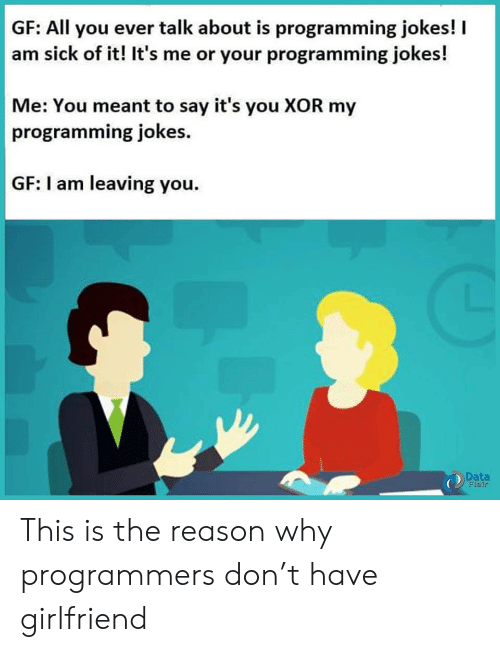 GF: All you ever talk about is programming jokes! I
am sick of it! It's me or your programming jokes!
Me: You meant to say it's you XOR my
programming jokes.
GF: I am leaving you.
Data
Flair
This is the reason why
programmers don’t have
girlfriend